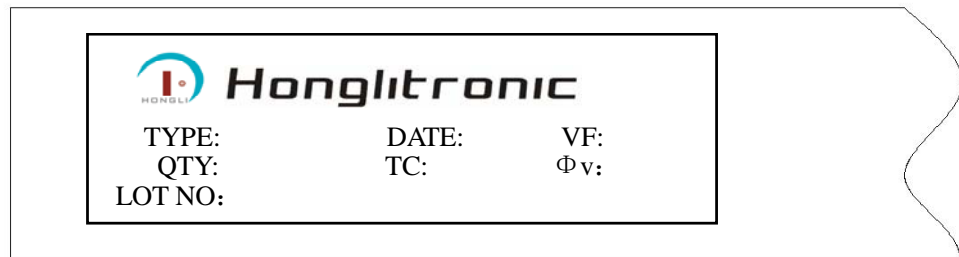 HONGLI
Honglitronic
TYPE: DATE: VF:
QTY: TC: Φv：
LOT NO：